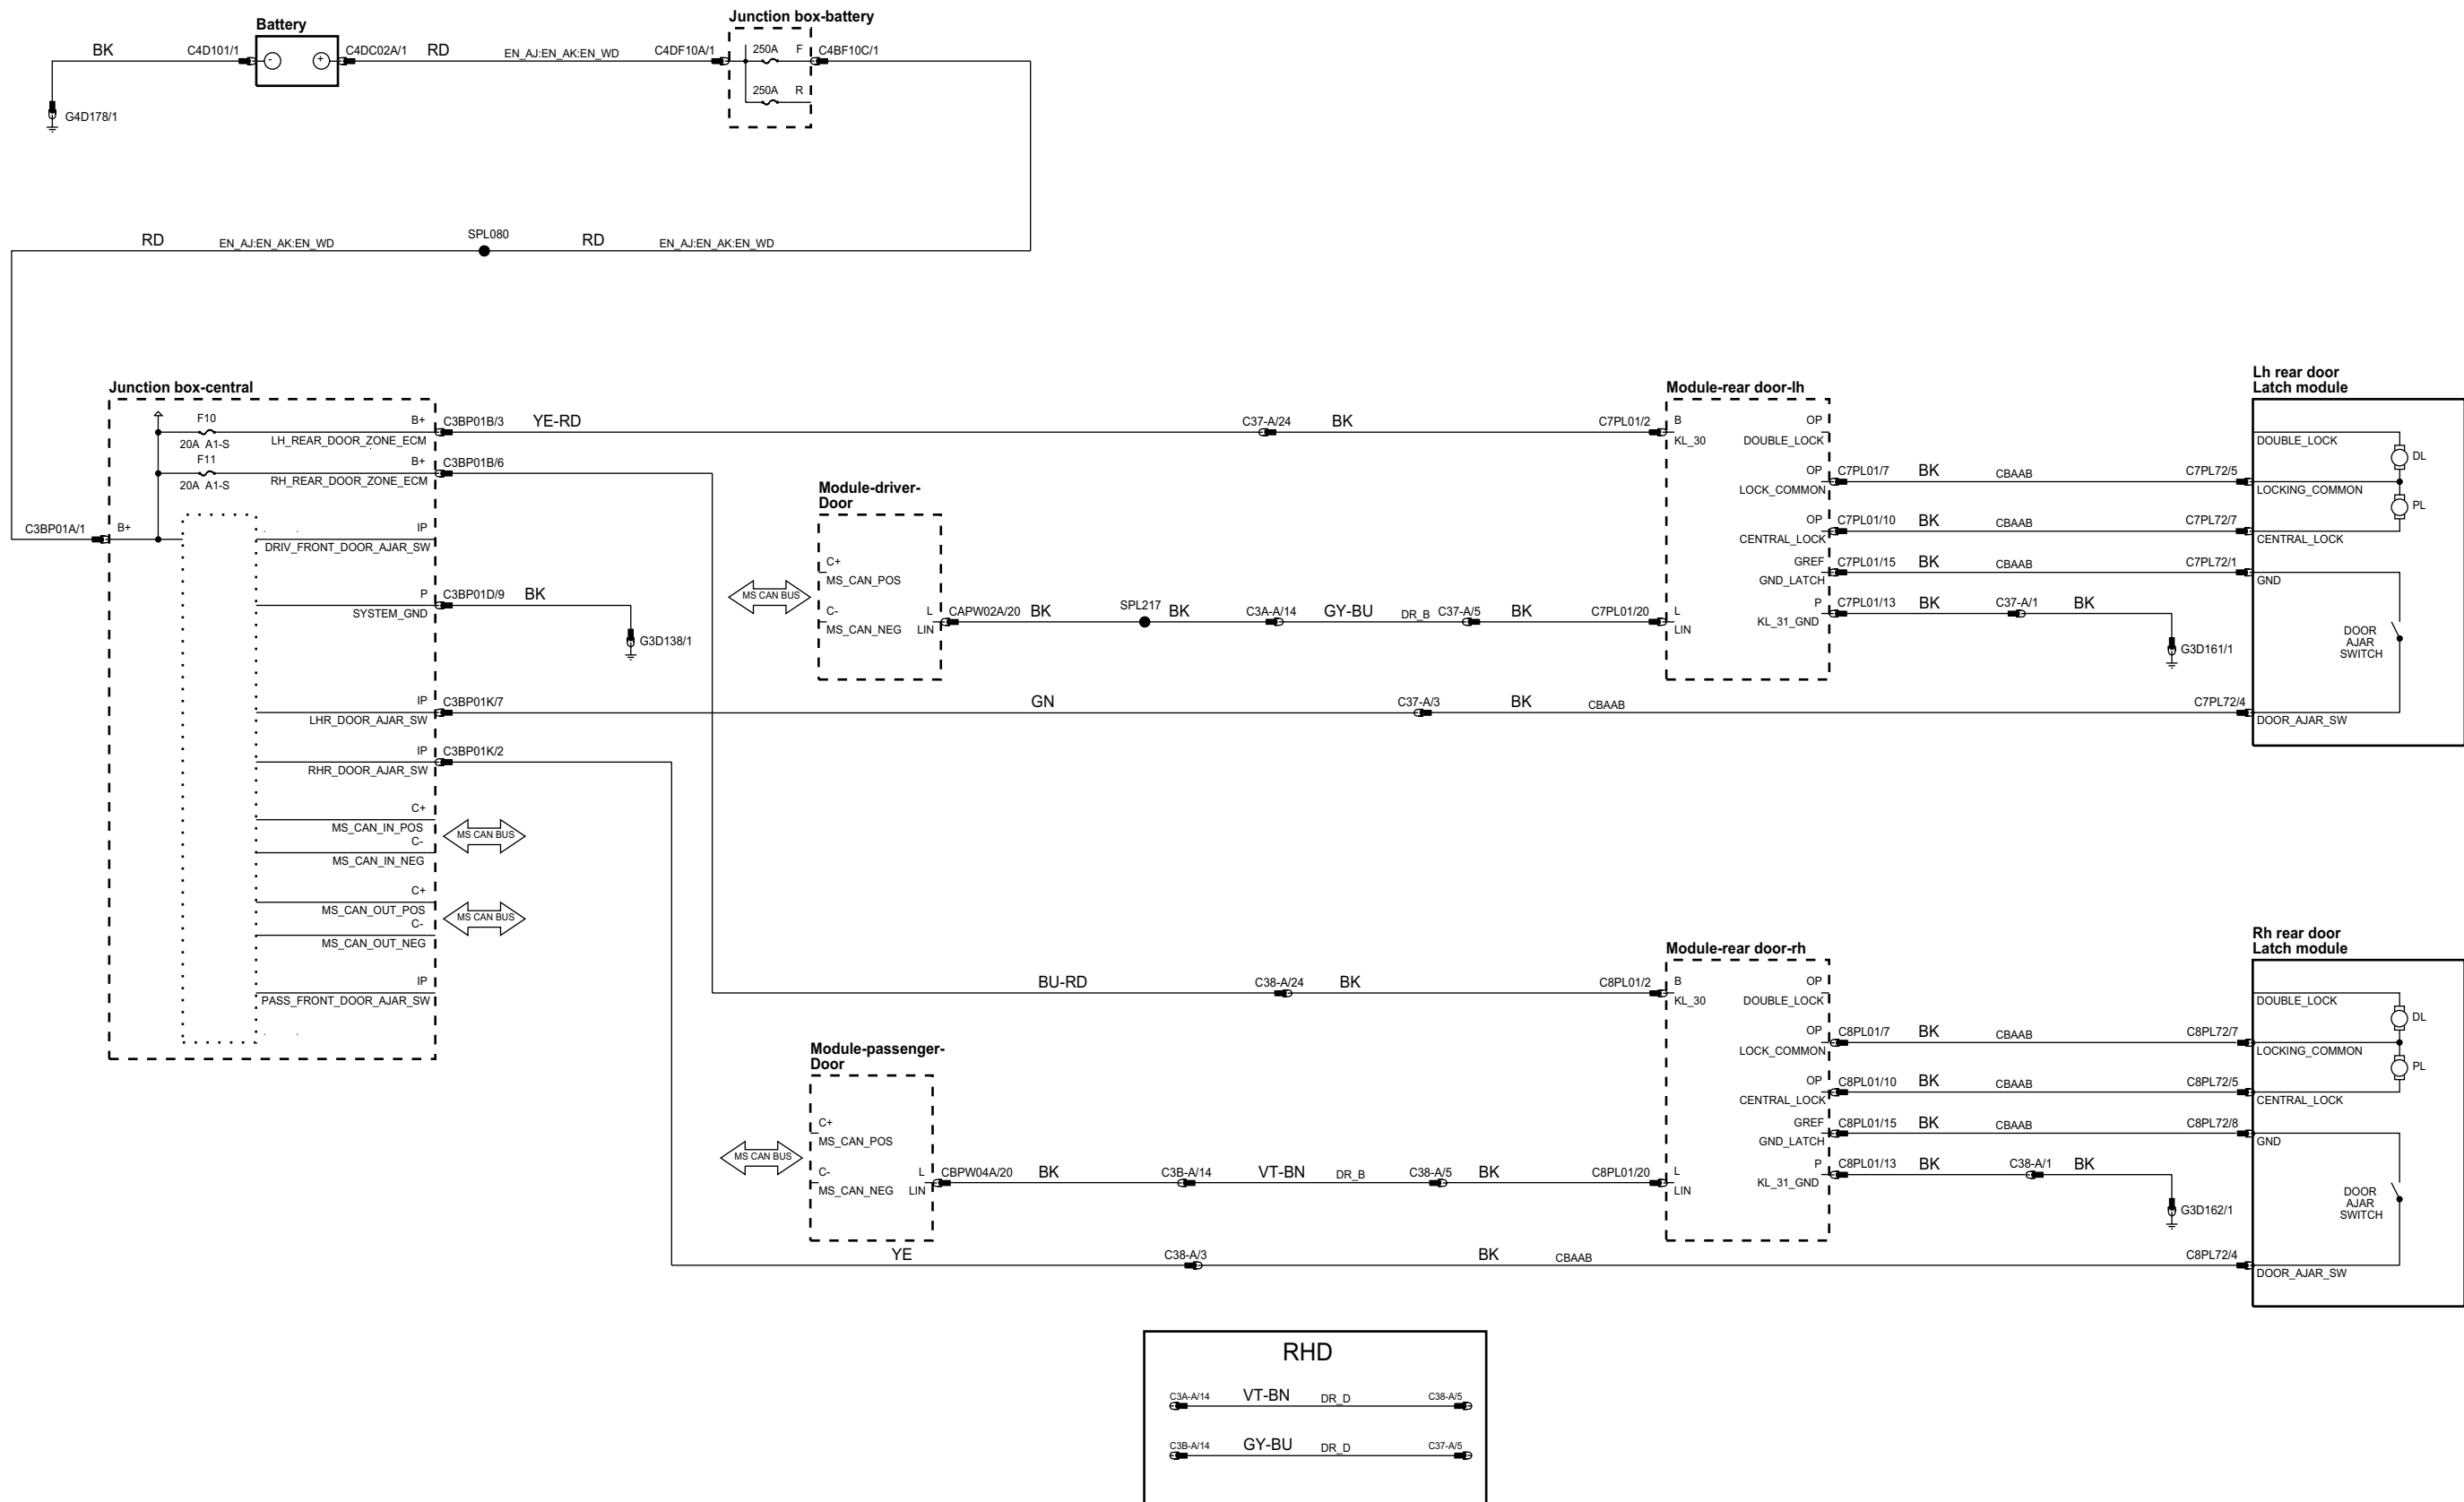 Battery
Junction box-battery
BK
C4D101/1
-
+
C4DC02A/1
RD
EN_AJ:EN_AK:EN_WD
C4DF10A/1
250A F
C4BF10C/1
250A R
G4D178/1
RD
EN_AJ:EN_AK:EN_WD
SPL080
RD
EN_AJ:EN_AK:EN_WD
Junction box-central
F10
20A A1-S
B+
LH_REAR_DOOR_ZONE_ECM
C3BP01B/3
YE-RD
C37-A/24
BK
C7PL01/2
F11
20A A1-S
B+
RH_REAR_DOOR_ZONE_ECM
C3BP01B/6
C3BP01A/1
B+
IP
DRIV_FRONT_DOOR_AJAR_SW
P
SYSTEM_GND
C3BP01D/9
BK
G3D138/1
IP
LHR_DOOR_AJAR_SW
C3BP01K/7
GN
C37-A/3
BK
CBAAB
C7PL72/4
IP
RHR_DOOR_AJAR_SW
C3BP01K/2
C+
MS_CAN_IN_POS
C-
MS_CAN_IN_NEG
MS CAN BUS
C+
MS_CAN_OUT_POS
C-
MS_CAN_OUT_NEG
MS CAN BUS
IP
PASS_FRONT_DOOR_AJAR_SW
Module-driver-
Door
MS CAN BUS
C+
MS_CAN_POS
C-
MS_CAN_NEG
L
LIN
CAPW02A/20
BK
SPL217
BK
C3A-A/14
GY-BU
DR_B
C37-A/5
BK
C7PL01/20
Module-rear door-lh
B
KL_30
OP
DOUBLE_LOCK
OP
LOCK_COMMON
C7PL01/7
BK
CBAAB
C7PL72/5
OP
CENTRAL_LOCK
C7PL01/10
BK
CBAAB
C7PL72/7
GREF
GND_LATCH
C7PL01/15
BK
CBAAB
C7PL72/1
L
LIN
P
KL_31_GND
C7PL01/13
BK
C37-A/1
BK
G3D161/1
Lh rear door
Latch module
DOUBLE_LOCK
DL
LOCKING_COMMON
PL
CENTRAL_LOCK
GND
DOOR
AJAR
SWITCH
DOOR_AJAR_SW
BU-RD
C38-A/24
BK
C8PL01/2
Module-passenger-
Door
MS CAN BUS
C+
MS_CAN_POS
C-
MS_CAN_NEG
L
LIN
CBPW04A/20
BK
C3B-A/14
VT-BN
DR_B
C38-A/5
BK
C8PL01/20
YE
C38-A/3
BK
CBAAB
C8PL72/4
Module-rear door-rh
B
KL_30
OP
DOUBLE_LOCK
OP
LOCK_COMMON
C8PL01/7
BK
CBAAB
C8PL72/7
OP
CENTRAL_LOCK
C8PL01/10
BK
CBAAB
C8PL72/5
GREF
GND_LATCH
C8PL01/15
BK
CBAAB
C8PL72/8
L
LIN
P
KL_31_GND
C8PL01/13
BK
C38-A/1
BK
G3D162/1
Rh rear door
Latch module
DOUBLE_LOCK
DL
LOCKING_COMMON
PL
CENTRAL_LOCK
GND
DOOR
AJAR
SWITCH
DOOR_AJAR_SW
RHD
C3A-A/14
VT-BN
DR_D
C38-A/5
C3B-A/14
GY-BU
DR_D
C37-A/5